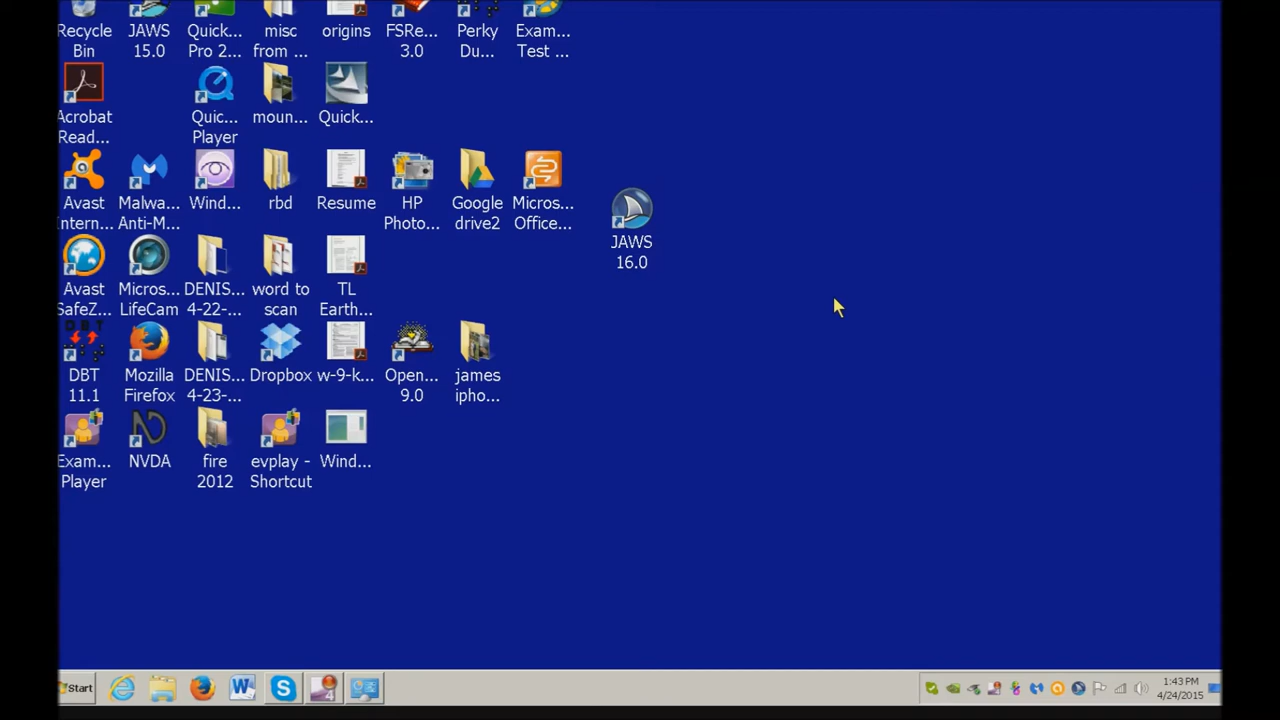 Recycle Bin
JAWS 15.0
Quick... Pro 2...
misc from ...
origins
FSRe... 3.0
Perky Du...
Exam... Test ...
Acrobat Read...
Quic... Player
moun...
Quick...
Avast Intern...
Malwa... Anti-M...
Wind...
rbd
Resume
HP Photo...
Google drive2
Micros... Office...
JAWS 16.0
Avast SafeZ...
Micros... LifeCam
DENIS... 4-22-...
word to scan
TL Earth...
DBT
DBT 11.1
Mozilla Firefox
DENIS... 4-23-...
Dropbox
w-9-k...
Open... 9.0
james ipho...
Exam... Player
NVDA
fire 2012
evplay - Shortcut
Wind...
Start
1:43 PM
4/24/2015